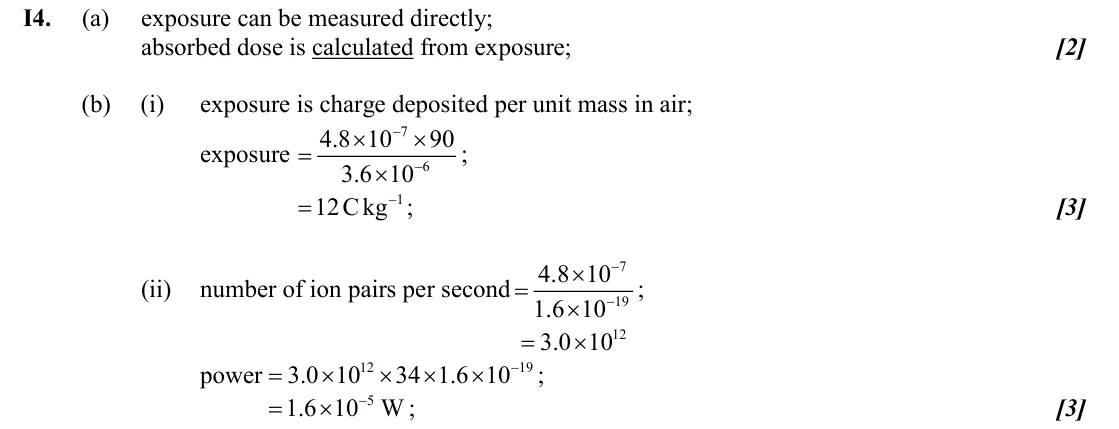 I4. (a) exposure can be measured directly;
absorbed dose is calculated from exposure; [2]
(b) (i) exposure is charge deposited per unit mass in air;
exposure = \frac{4.8×10⁻⁷ × 90}{3.6×10⁻⁶} ;
= 12 C kg⁻¹ ; [3]
(ii) number of ion pairs per second = \frac{4.8×10⁻⁷}{1.6×10⁻¹⁹} ;
= 3.0×10¹²
power = 3.0×10¹² × 34 × 1.6×10⁻¹⁹ ;
= 1.6×10⁻⁵ W ; [3]